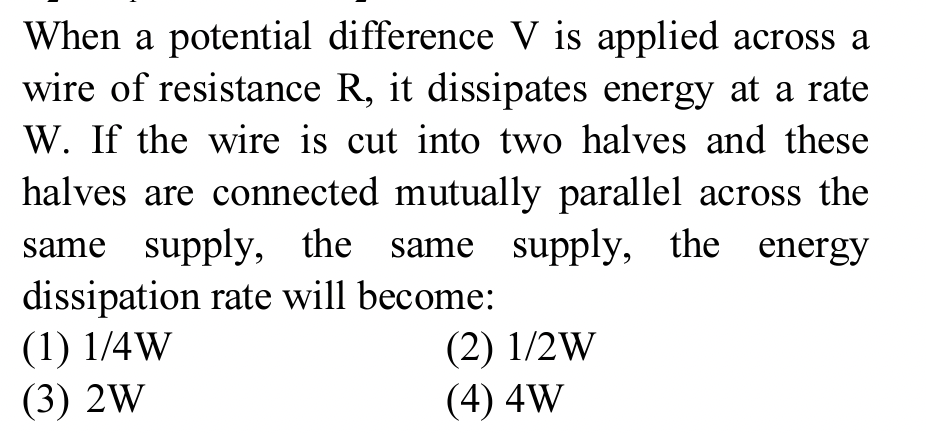 When a potential difference V is applied across a
wire of resistance R, it dissipates energy at a rate
W. If the wire is cut into two halves and these
halves are connected mutually parallel across the
same supply, the same supply, the energy
dissipation rate will become:
(1) 1/4W (2) 1/2W
(3) 2W (4) 4W